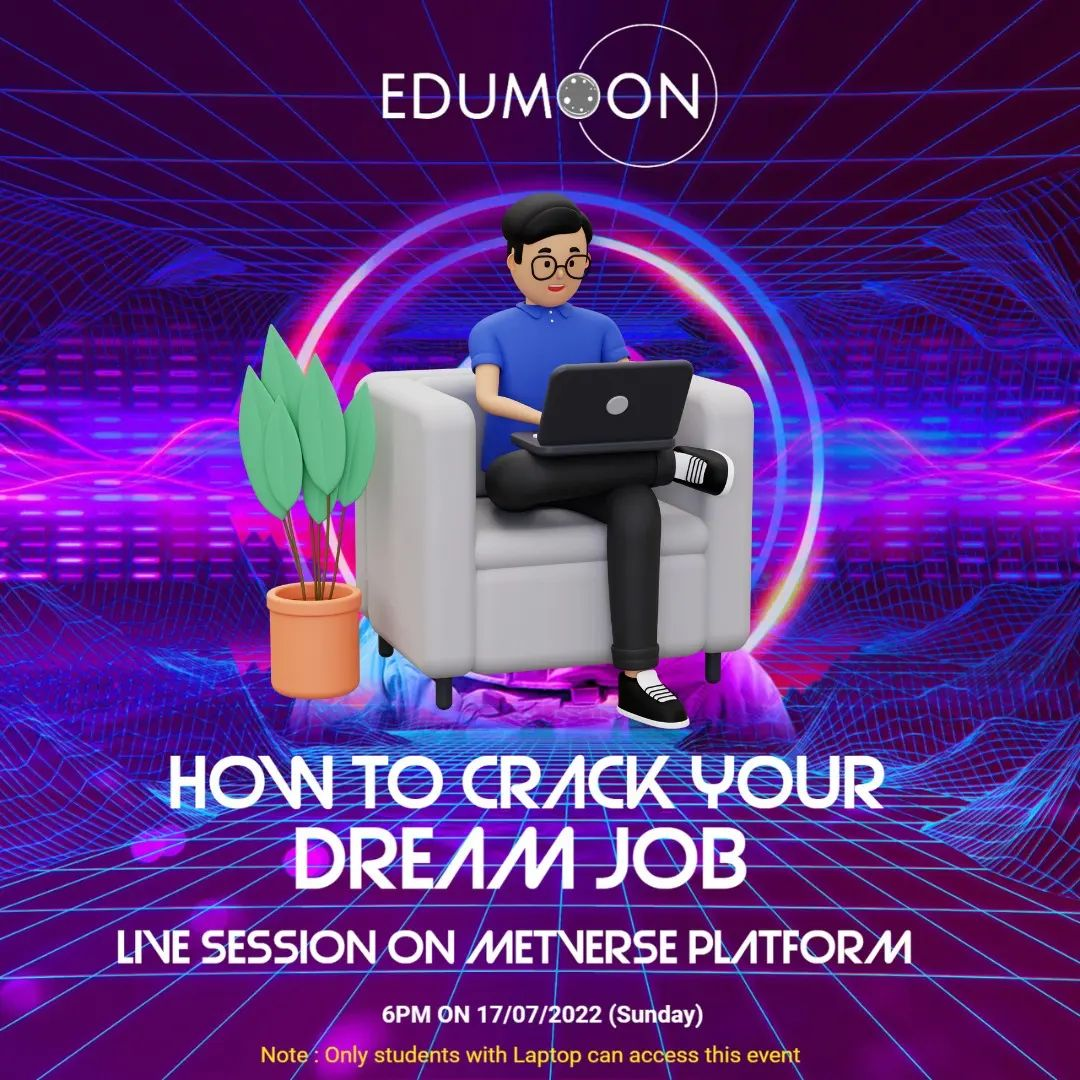 EDUMOON
HOW TO CRACK YOUR
DREAM JOB
LIVE SESSION ON METVERSE PLATFORM
6PM ON 17/07/2022 (Sunday)
Note : Only students with Laptop can access this event